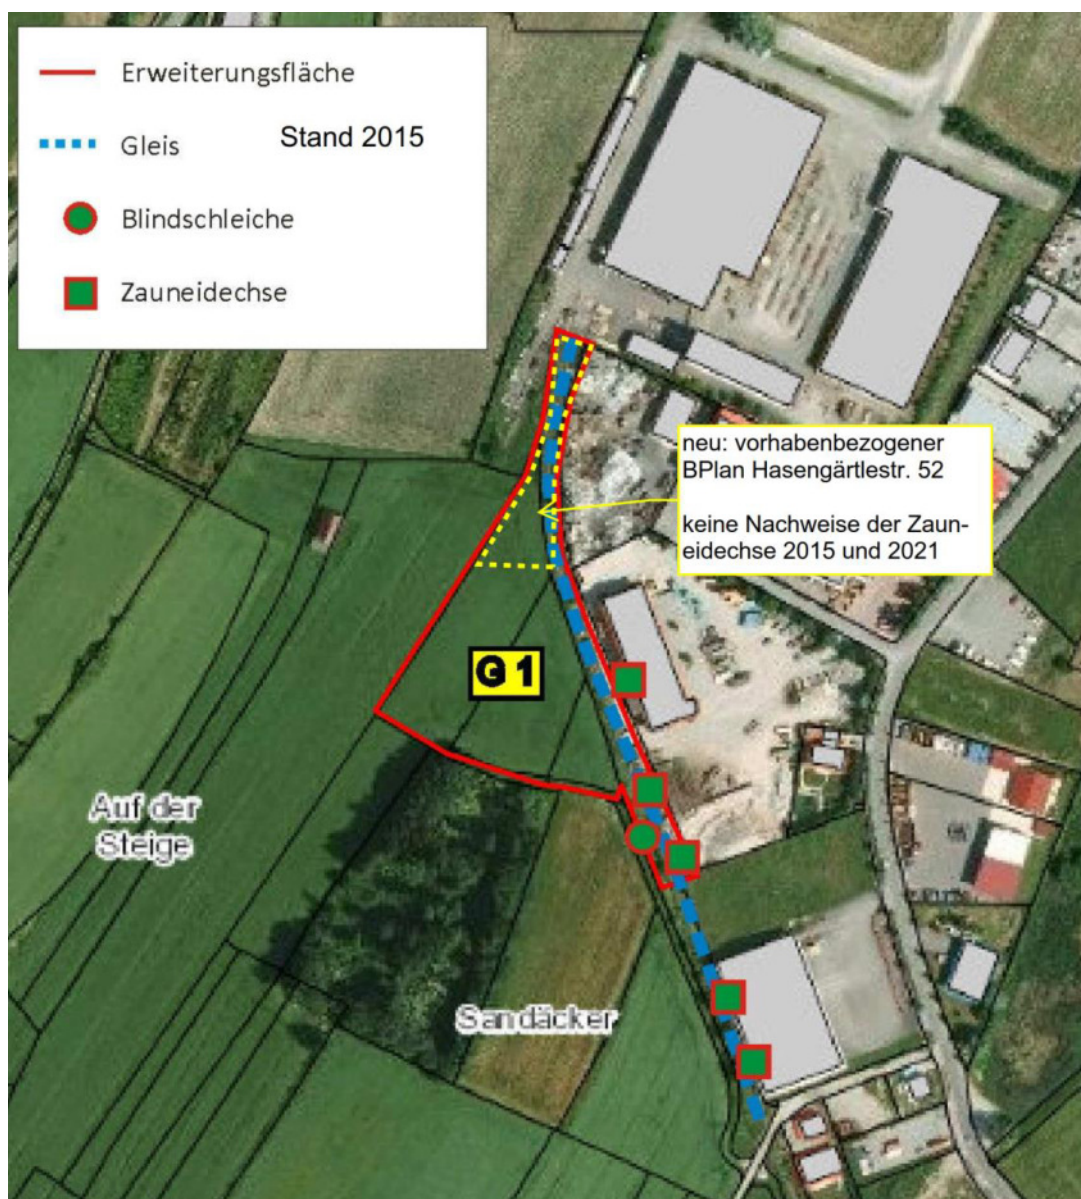 Erweiterungsfläche
Gleis
Stand 2015
Blindschleiche
Zauneidechse
neu: vorhabenbezogener
BPlan Hasengärtlestr. 52
keine Nachweise der Zaun-
eidechse 2015 und 2021
G 1
Auf der
Steige
Sandäcker